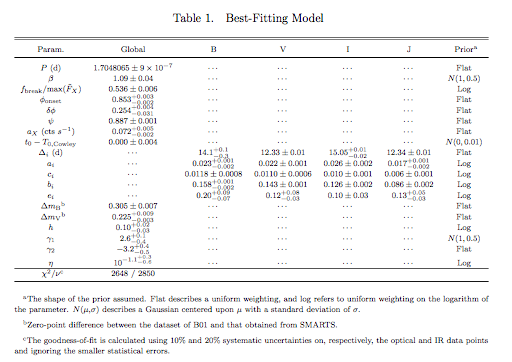 Table 1. Best-Fitting Model
Param. Global B V I J Prior^a
P (d) 1.7048065 ± 9 × 10^−7 ··· ··· ··· ··· Flat
β 1.09 ± 0.04 ··· ··· ··· ··· N(1, 0.5)
f_break/max(F̃_X) 0.536 ± 0.006 ··· ··· ··· ··· Log
ϕ_onset 0.853^{+0.003}_{−0.002} ··· ··· ··· ··· Flat
δϕ 0.254^{+0.004}_{−0.031} ··· ··· ··· ··· Flat
ψ 0.887 ± 0.001 ··· ··· ··· ··· Flat
a_X (cts s^−1) 0.072^{+0.005}_{−0.002} ··· ··· ··· ··· Flat
t_0 − T_{0,Cowley} 0.000 ± 0.004 ··· ··· ··· ··· N(0, 0.01)
Δ_i (d) ··· 14.1^{+0.1}_{−0.3} 12.33 ± 0.01 15.05^{+0.01}_{−0.02} 12.34 ± 0.01 Flat
a_i ··· 0.023^{+0.001}_{−0.002} 0.022 ± 0.001 0.026 ± 0.002 0.017^{+0.001}_{−0.002} Log
c_i ··· 0.0118 ± 0.0008 0.0110 ± 0.0006 0.010 ± 0.001 0.006 ± 0.001 Log
b_i ··· 0.158^{+0.001}_{−0.002} 0.143 ± 0.001 0.126 ± 0.002 0.086 ± 0.002 Log
e_i ··· 0.20^{+0.09}_{−0.07} 0.12^{+0.08}_{−0.03} 0.10 ± 0.03 0.13^{+0.05}_{−0.03} Log
Δm_B^b 0.305 ± 0.007 ··· ··· ··· ··· Flat
Δm_V^b 0.225^{+0.009}_{−0.003} ··· ··· ··· ··· Flat
h 0.10^{+0.02}_{−0.03} ··· ··· ··· ··· Log
γ_1 2.6^{+0.1}_{−0.4} ··· ··· ··· ··· N(1, 0.5)
γ_2 −3.2^{+0.4}_{−0.5} ··· ··· ··· ··· Flat
η 10^{−1.1^{+0.3}_{−0.6}} ··· ··· ··· ··· Log
χ^2/ν^c 2648 / 2850
^a The shape of the prior assumed. Flat describes a uniform weighting, and log refers to uniform weighting on the logarithm of
the parameter. N(μ,σ) describes a Gaussian centered upon μ with a standard deviation of σ.
^b Zero-point difference between the dataset of B01 and that obtained from SMARTS.
^c The goodness-of-fit is calculated using 10% and 20% systematic uncertainties on, respectively, the optical and IR data points
and ignoring the smaller statistical errors.